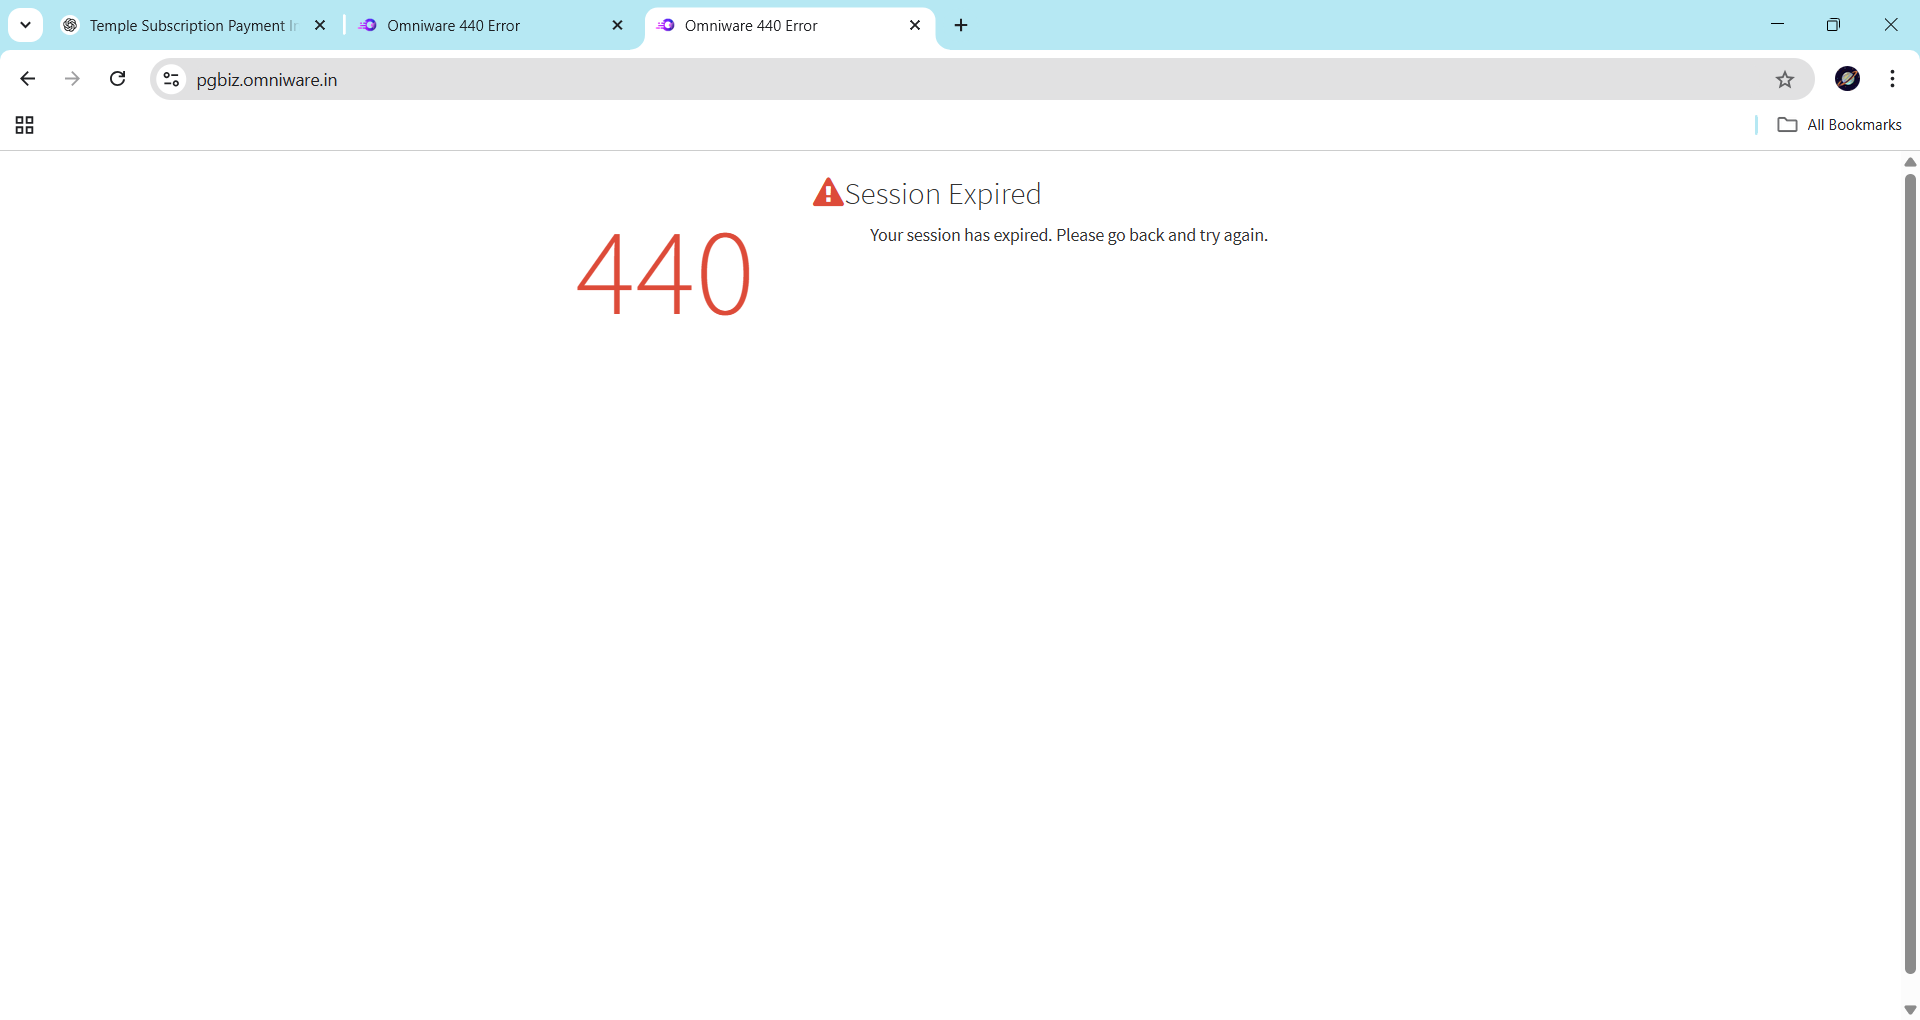 Temple Subscription Payment Ir
Omniware 440 Error
Omniware 440 Error
pgbiz.omniware.in
All Bookmarks
Session Expired
440
Your session has expired. Please go back and try again.